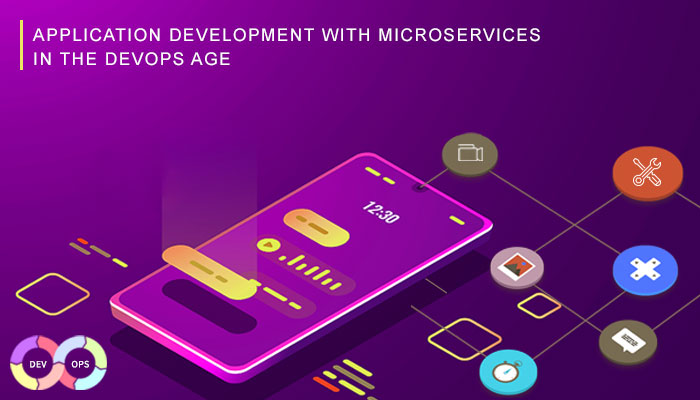 APPLICATION DEVELOPMENT WITH MICROSERVICES
IN THE DEVOPS AGE
12:30
DEV
OPS